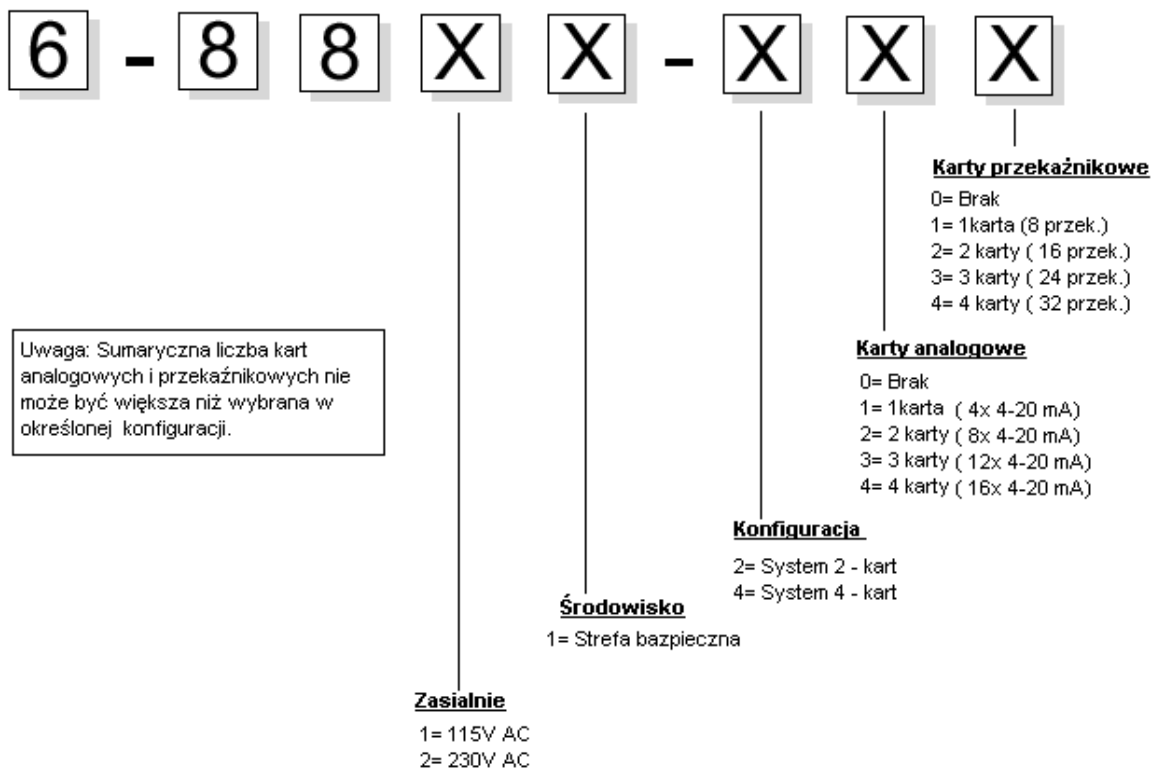 6 - 8 8 X X - X X X
Karty przekażnikowe
0= Brak
1= 1karta (8 przek.)
2= 2 karty ( 16 przek.)
3= 3 karty ( 24 przek.)
4= 4 karty ( 32 przek.)
Uwaga: Sumaryczna liczba kart
analogowych i przekaźnikowych nie
może być większa niż wybrana w
określonej konfiguracji.
Karty analogowe
0= Brak
1= 1karta ( 4x 4-20 mA)
2= 2 karty ( 8x 4-20 mA)
3= 3 karty ( 12x 4-20 mA)
4= 4 karty ( 16x 4-20 mA)
Konfiguracja
2= System 2 - kart
4= System 4 - kart
Środowisko
1= Strefa bazpieczna
Zasialnie
1= 115V AC
2= 230V AC